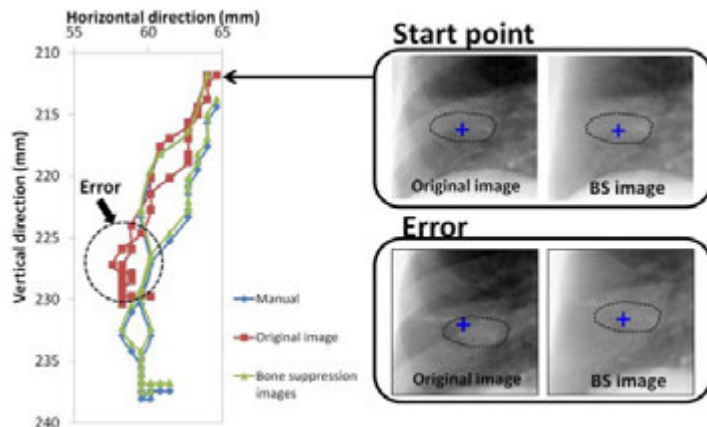 Horizontal direction (mm)
55 60 65
Vertical direction (mm)
210
215
220
225
230
235
240
Error
Manual
Original image
Bone suppression
images
Start point
Original image
BS image
Error
Original image
BS image